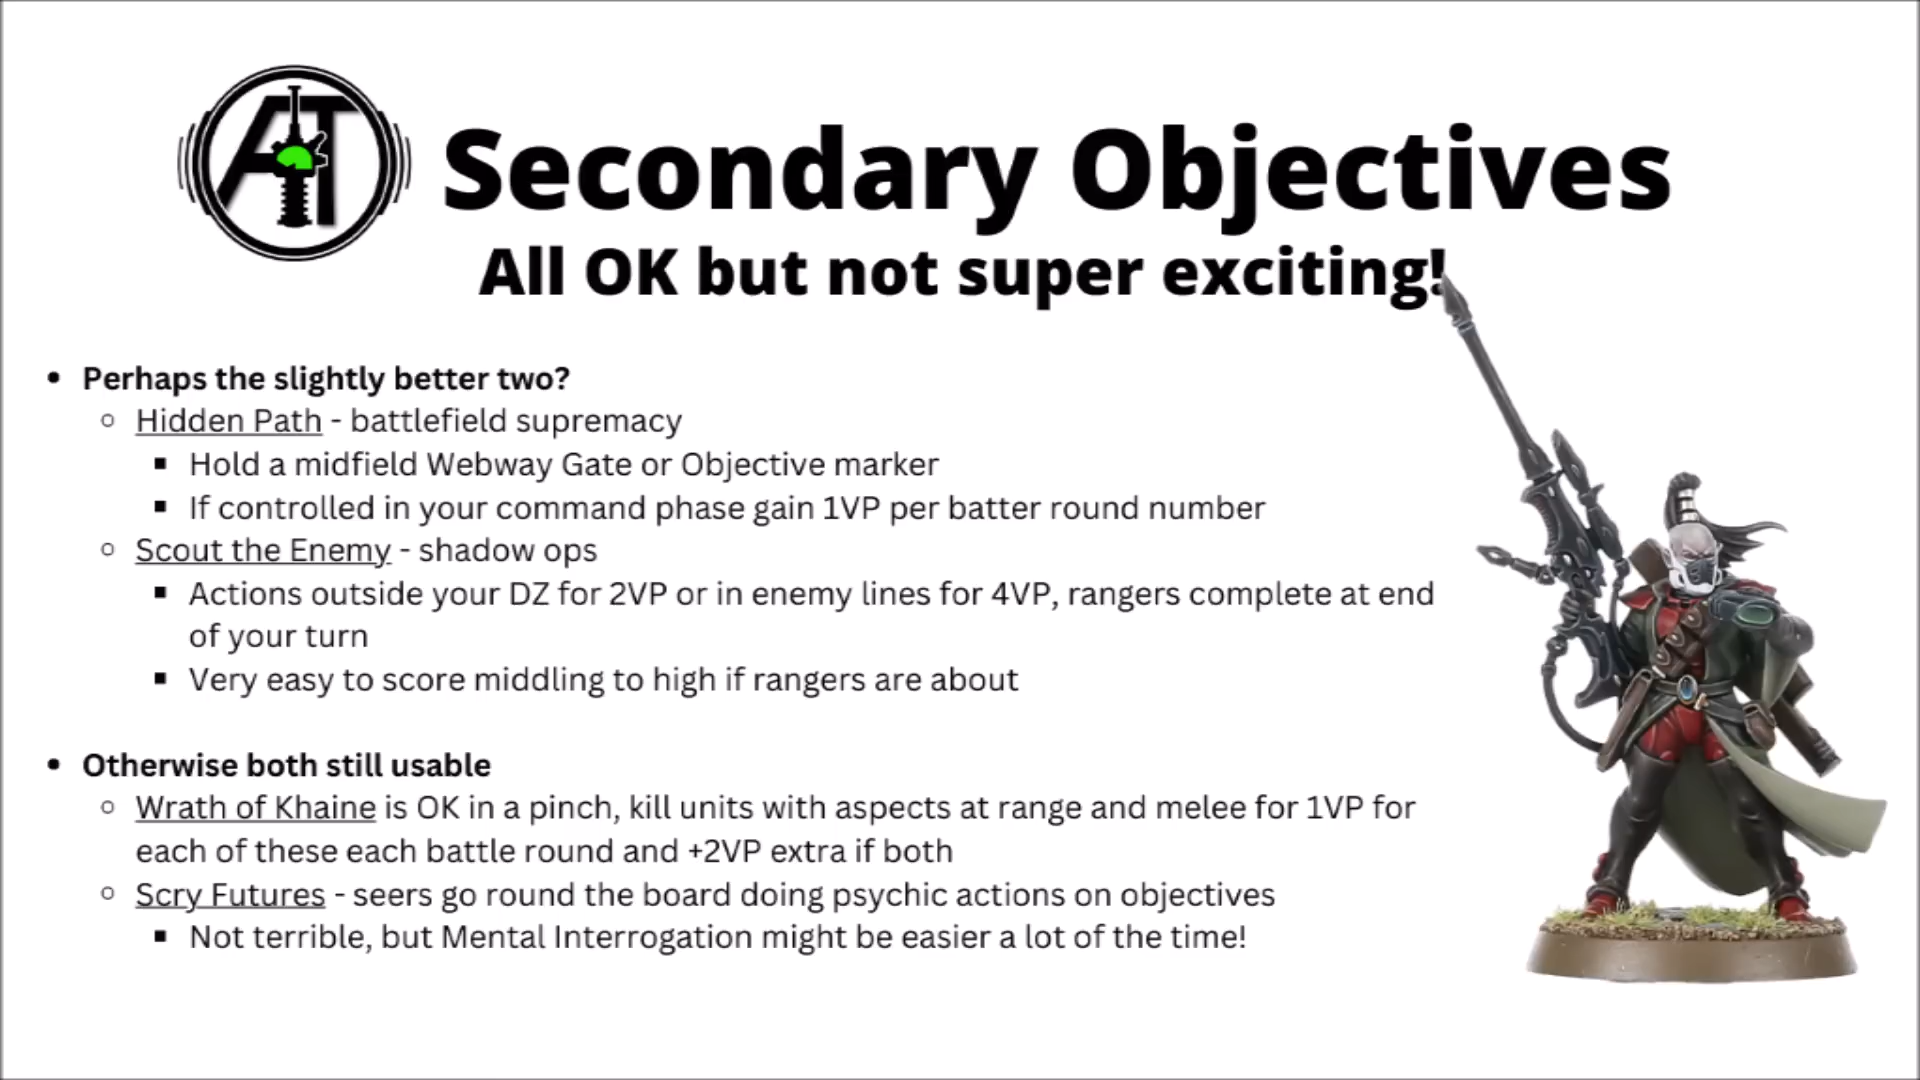 AT
Secondary Objectives
All OK but not super exciting!
• Perhaps the slightly better two?
○ Hidden Path - battlefield supremacy
▪ Hold a midfield Webway Gate or Objective marker
▪ If controlled in your command phase gain 1VP per batter round number
○ Scout the Enemy - shadow ops
▪ Actions outside your DZ for 2VP or in enemy lines for 4VP, rangers complete at end
of your turn
▪ Very easy to score middling to high if rangers are about
• Otherwise both still usable
○ Wrath of Khaine is OK in a pinch, kill units with aspects at range and melee for 1VP for
each of these each battle round and +2VP extra if both
○ Scry Futures - seers go round the board doing psychic actions on objectives
▪ Not terrible, but Mental Interrogation might be easier a lot of the time!